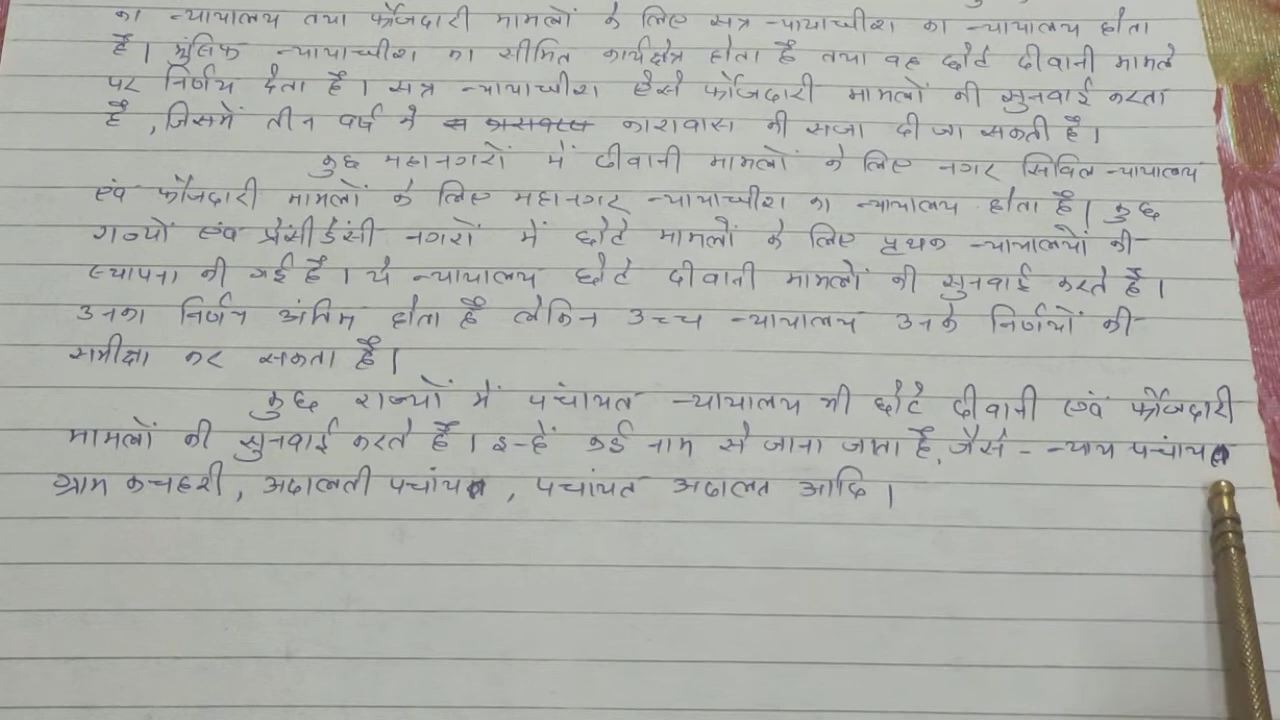 का न्यायालय तथा फौजदारी मामलों के लिए सत्र न्यायाधीश का न्यायालय होता
है। मुंसिफ न्यायाधीश का सीमित कार्यक्षेत्र होता है तथा वह छोटे दीवानी मामले
पर निर्णय देता है। सत्र न्यायाधीश ऐसे फौजदारी मामलों की सुनवाई करता
है, जिसमें तीन वर्ष के कारावास की सजा दी जा सकती है।
कुछ महानगरों में दीवानी मामलों के लिए नगर सिविल न्यायालय
एवं फौजदारी मामलों के लिए महानगर न्यायाधीश का न्यायालय होता है। कुछ
राज्यों एवं प्रेसीडेंसी नगरों में छोटे मामलों के लिए पृथक न्यायालयों की
स्थापना की गई है। ये न्यायालय छोटे दीवानी मामलों की सुनवाई करते हैं।
उनका निर्णय अंतिम होता है लेकिन उच्च न्यायालय उनके निर्णयों की
समीक्षा कर सकता है।
कुछ राज्यों में पंचायत न्यायालय भी छोटे दीवानी एवं फौजदारी
मामलों की सुनवाई करते हैं। इन्हें कई नाम से जाना जाता है, जैसे - न्याय पंचायत
ग्राम कचहरी, अदालती पंचायत, पंचायत अदालत आदि।